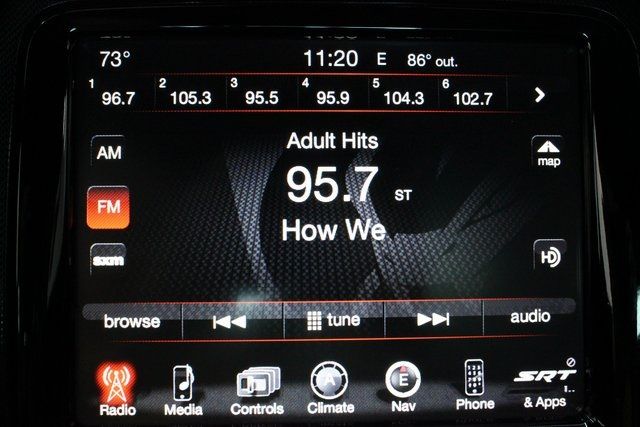 73° 11:20 E 86° out.
1 96.7 2 105.3 3 95.5 4 95.9 5 104.3 6 102.7
Adult Hits
AM
map
95.7 ST
FM
How We
sxm
HD
browse tune audio
A E
Radio Media Controls Climate Nav Phone SRT
1..
& Apps